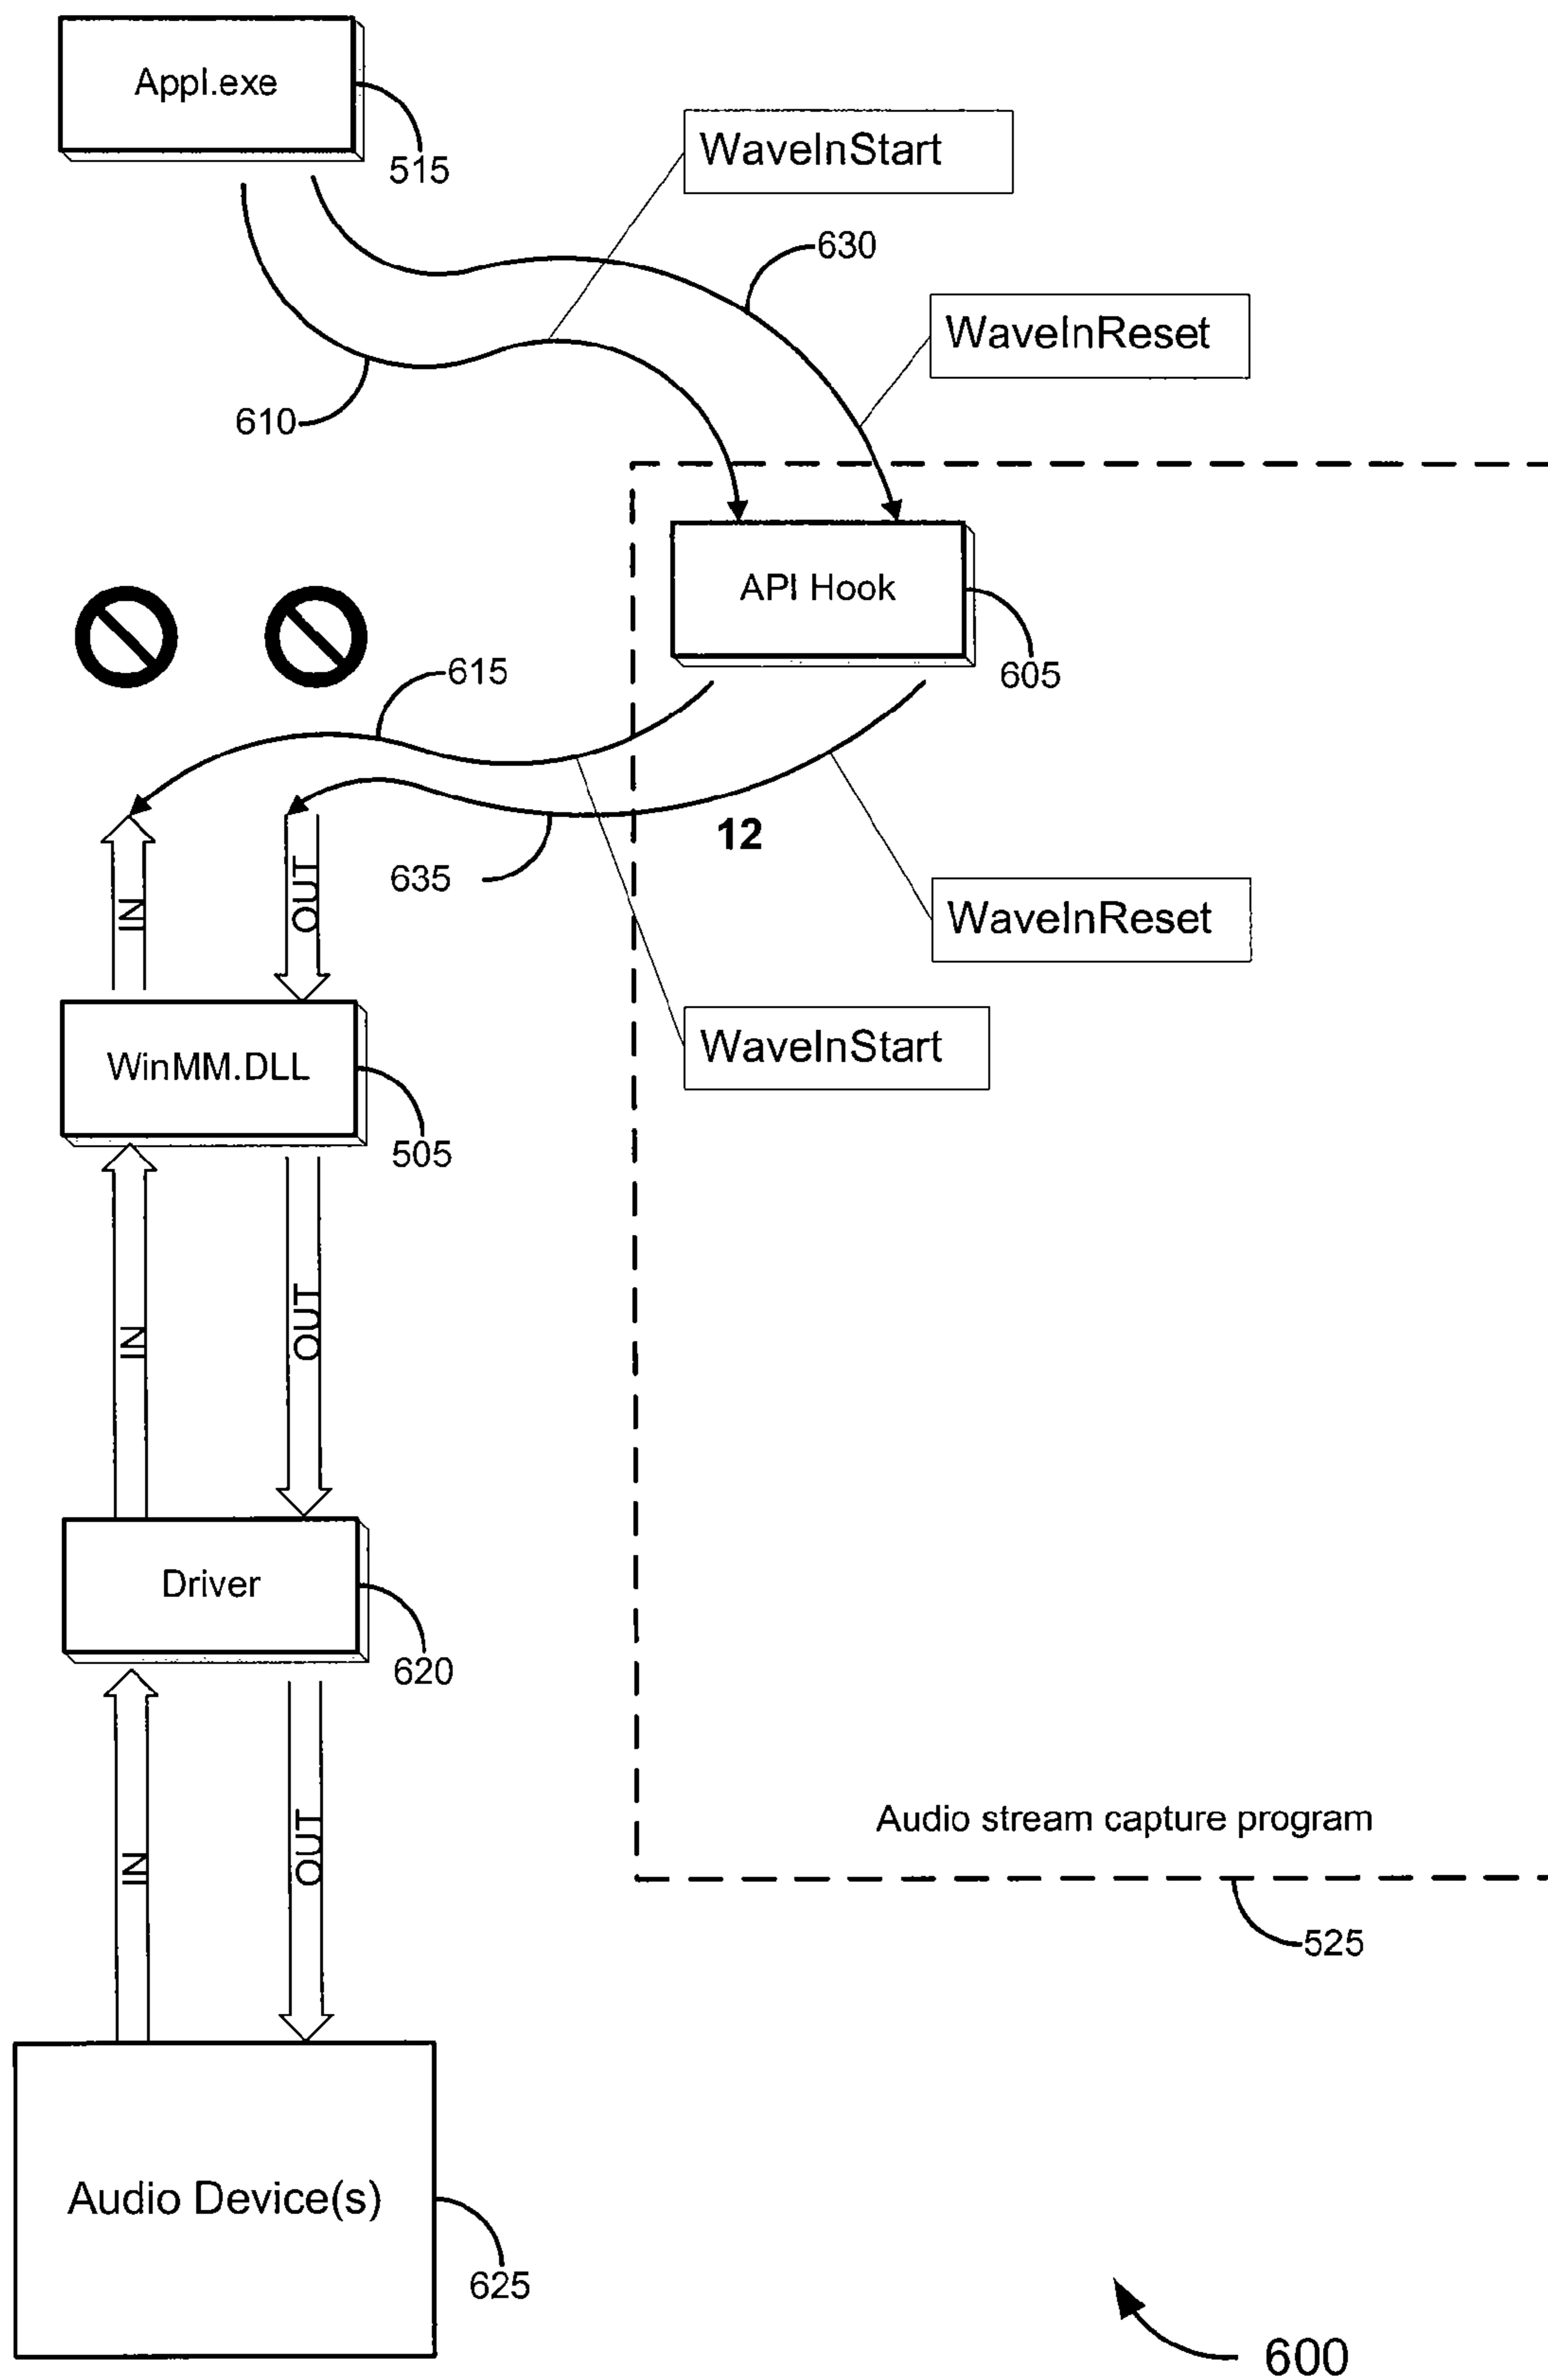 Appl.exe
515
WaveInStart
630
WaveInReset
610
API Hook
605
615
12
635
IN
OUT
WaveInReset
WaveInStart
WinMM.DLL
505
IN
OUT
Driver
620
Audio stream capture program
IN
OUT
525
Audio Device(s)
625
600